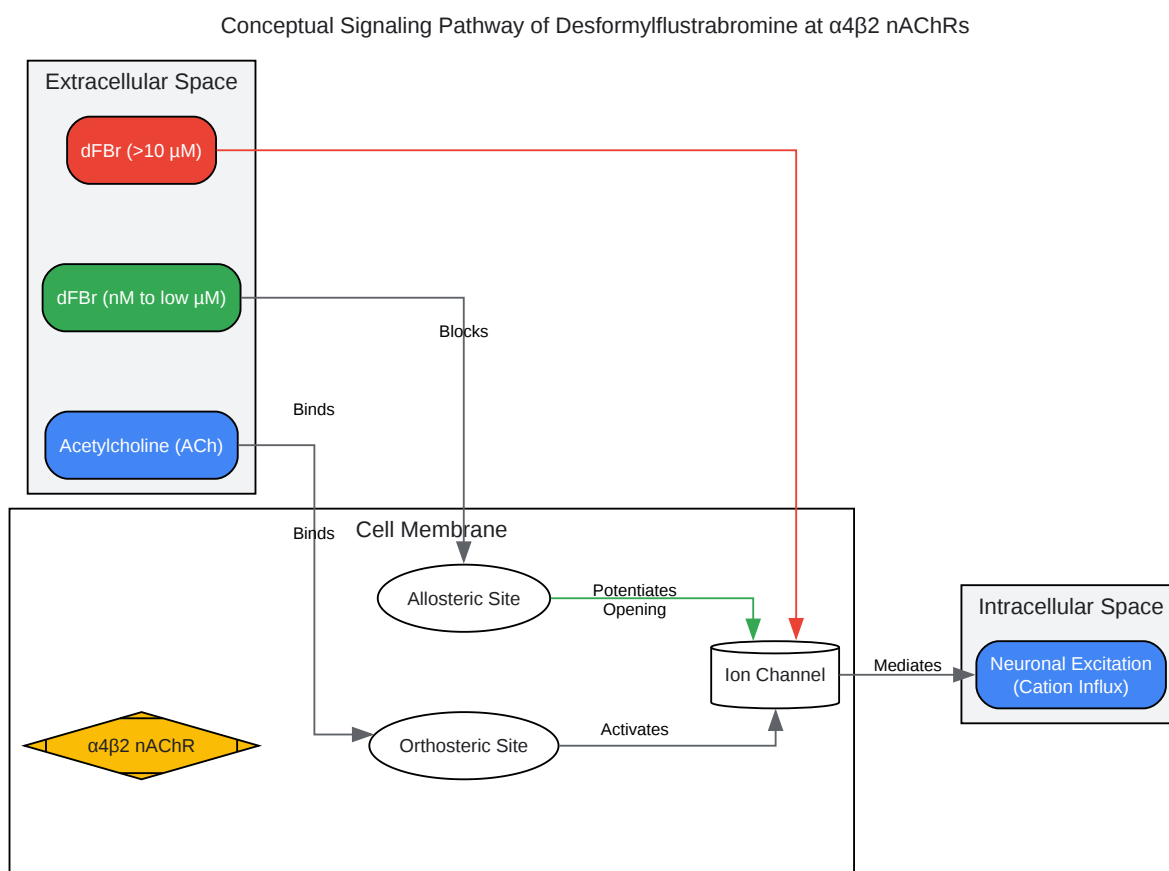 Conceptual Signaling Pathway of Desformylflustrabromine at α4β2 nAChRs
Extracellular Space
dFBr (>10 µM)
dFBr (nM to low µM)
Blocks
Binds
Acetylcholine (ACh)
Cell Membrane
Binds
Allosteric Site
Potentiates
Opening
Intracellular Space
Ion Channel
Mediates
Neuronal Excitation
(Cation Influx)
α4β2 nAChR
Orthosteric Site
Activates